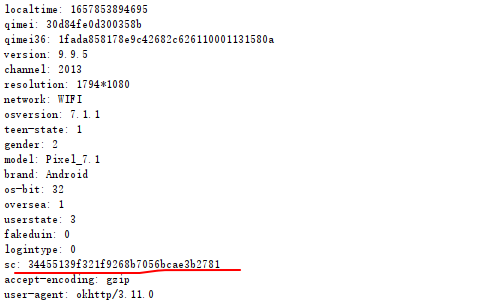 localtime: 1657853894695
qimei: 30d84fe0d300358b
qimei36: 1fada858178e9c42682c626110001131580a
version: 9.9.5
channel: 2013
resolution: 1794*1080
network: WIFI
osversion: 7.1.1
teen-state: 1
gender: 2
model: Pixel_7.1
brand: Android
os-bit: 32
oversea: 1
userstate: 3
fakeduin: 0
logintype: 0
sc: 34455139f321f9268b7056bcae3b2781
accept-encoding: gzip
user-agent: okhttp/3.11.0